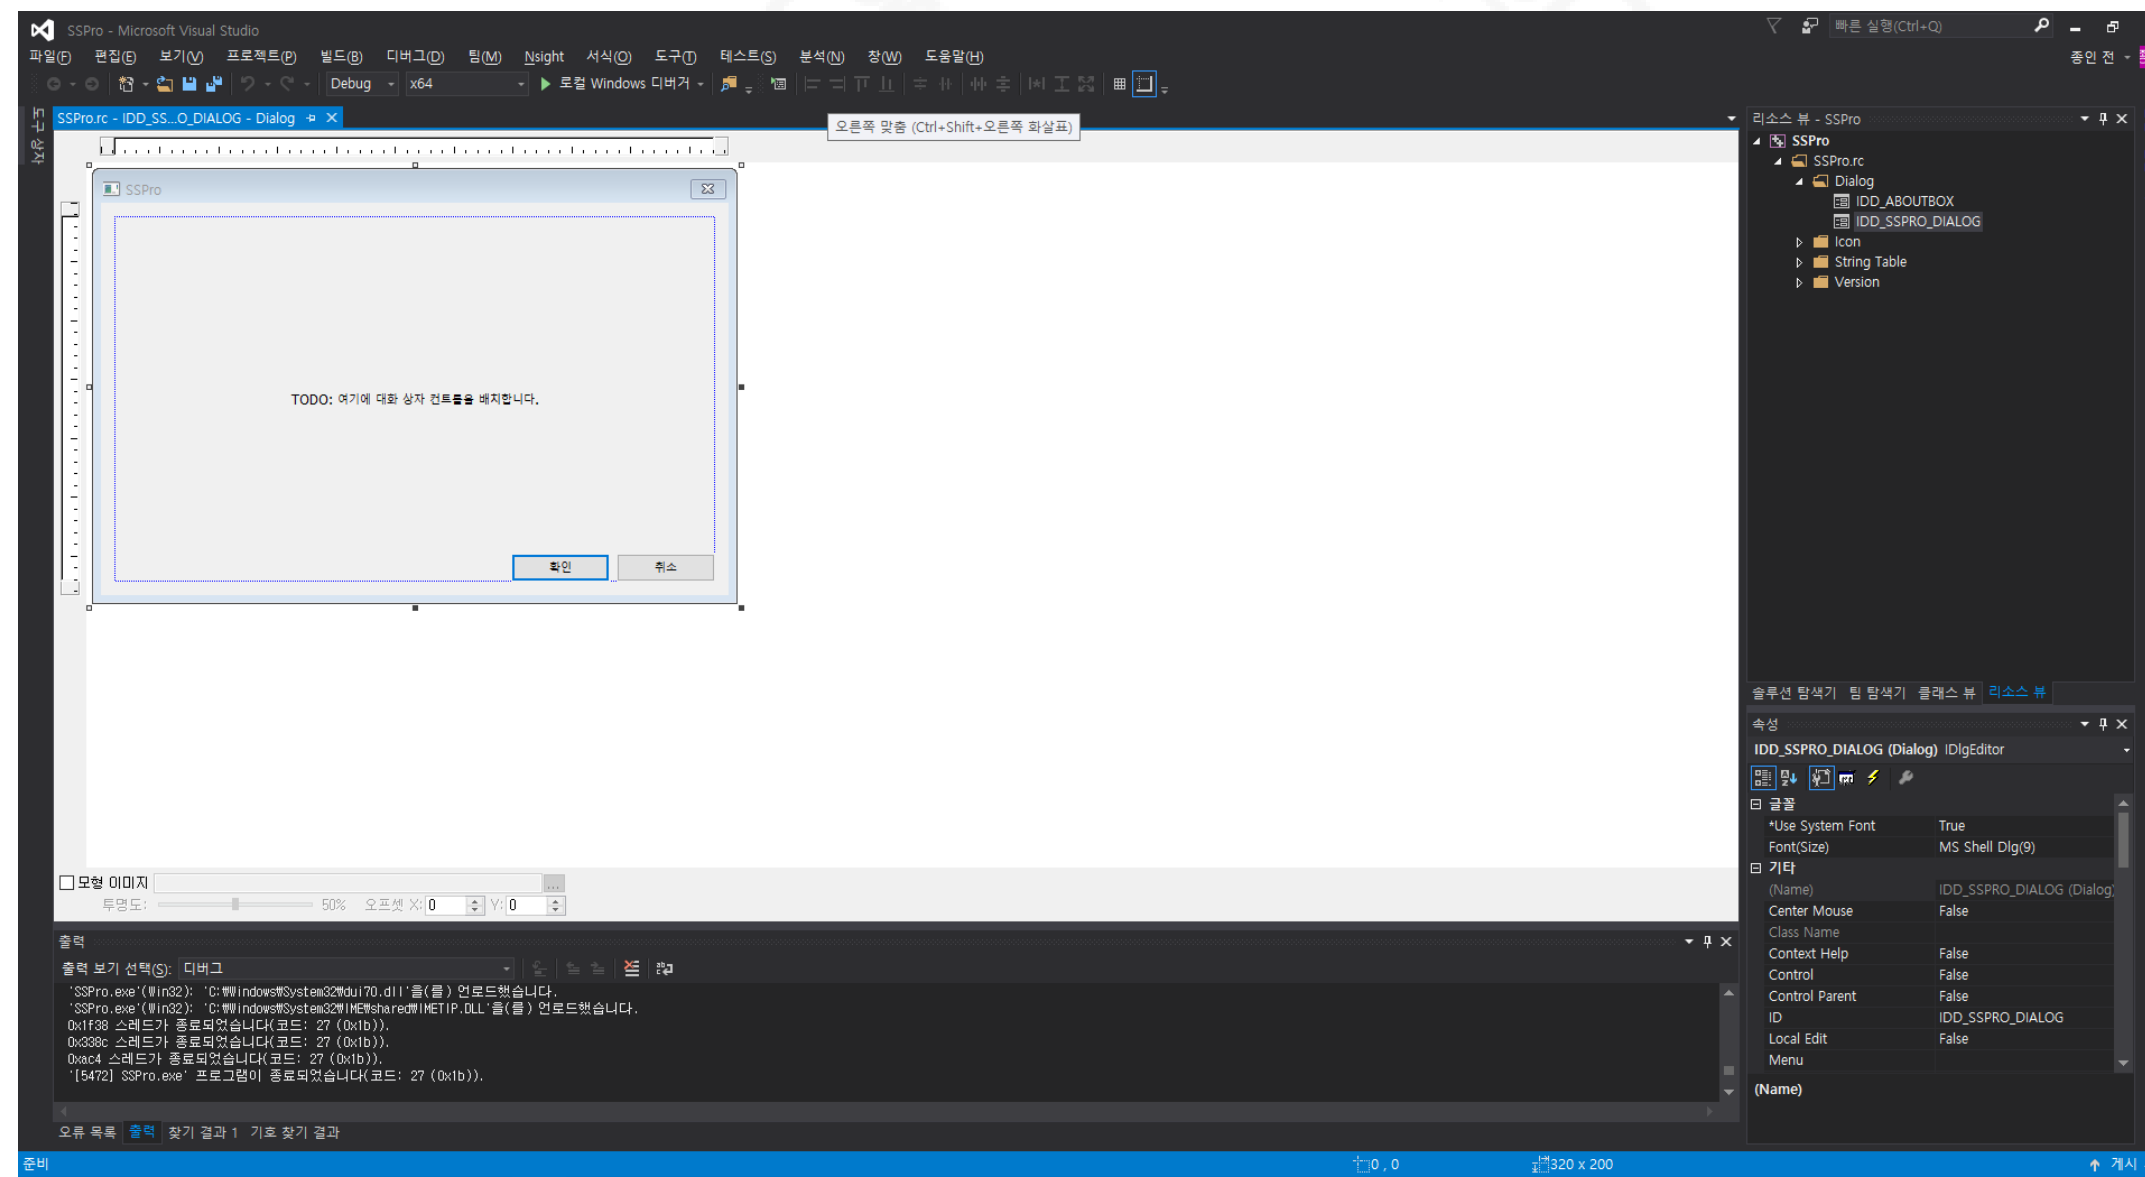 SSPro - Microsoft Visual Studio
빠른 실행(Ctrl+Q)
파일(F) 편집(E) 보기(V) 프로젝트(P) 빌드(B) 디버그(D) 팀(M) Nsight 서식(O) 도구(T) 테스트(S) 분석(N) 창(W) 도움말(H)
종인 전
Debug x64 로컬 Windows 디버거
도구 상자
SSPro.rc - IDD_SS...O_DIALOG - Dialog
오른쪽 맞춤 (Ctrl+Shift+오른쪽 화살표)
SSPro
TODO: 여기에 대화 상자 컨트롤을 배치합니다.
확인 취소
모형 이미지 ...
투명도: 50% 오프셋 X: 0 Y: 0
출력
출력 보기 선택(S): 디버그
'SSPro.exe'(Win32): 'C:₩Windows₩System32₩dui70.dll'을(를) 언로드했습니다.
'SSPro.exe'(Win32): 'C:₩Windows₩System32₩IME₩shared₩IMETIP.DLL'을(를) 언로드했습니다.
0x1f38 스레드가 종료되었습니다(코드: 27 (0x1b)).
0x338c 스레드가 종료되었습니다(코드: 27 (0x1b)).
0xac4 스레드가 종료되었습니다(코드: 27 (0x1b)).
'[5472] SSPro.exe' 프로그램이 종료되었습니다(코드: 27 (0x1b)).
오류 목록 출력 찾기 결과 1 기호 찾기 결과
리소스 뷰 - SSPro
SSPro
SSPro.rc
Dialog
IDD_ABOUTBOX
IDD_SSPRO_DIALOG
Icon
String Table
Version
솔루션 탐색기 팀 탐색기 클래스 뷰 리소스 뷰
속성
IDD_SSPRO_DIALOG (Dialog) IDlgEditor
글꼴
*Use System Font True
Font(Size) MS Shell Dlg(9)
기타
(Name) IDD_SSPRO_DIALOG (Dialog)
Center Mouse False
Class Name
Context Help False
Control False
Control Parent False
ID IDD_SSPRO_DIALOG
Local Edit False
Menu
(Name)
준비 0 , 0 320 x 200 게시